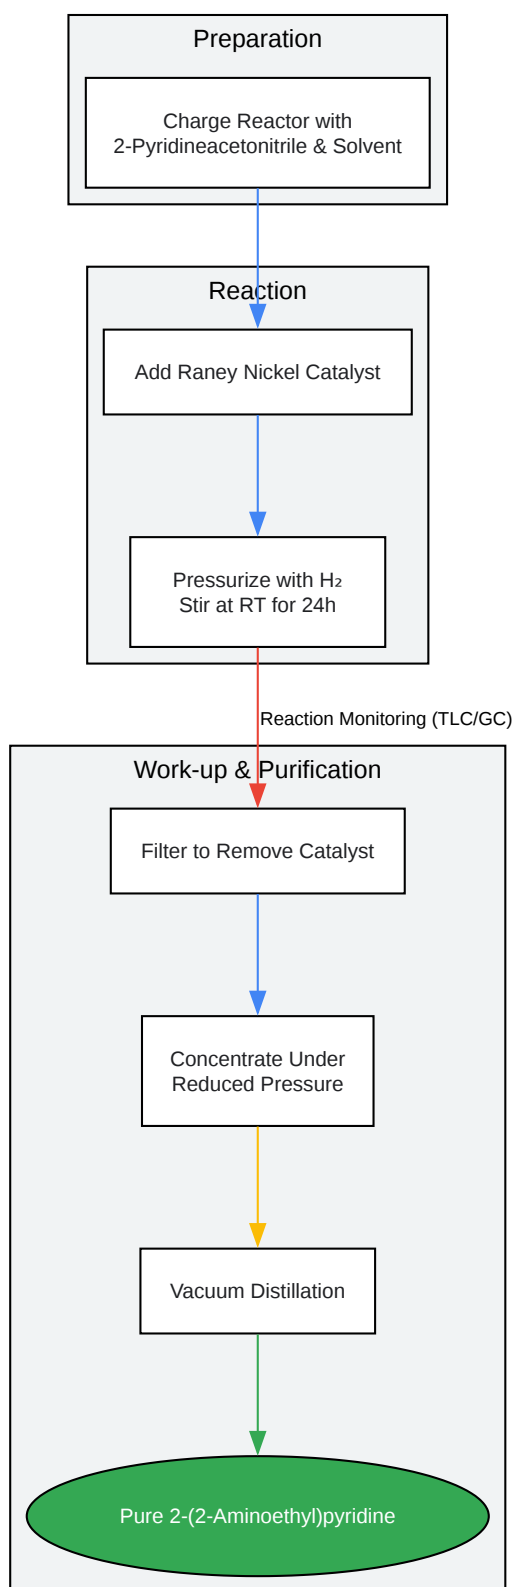 Preparation
Charge Reactor with
2-Pyridineacetonitrile & Solvent
Reaction
Add Raney Nickel Catalyst
Pressurize with H₂
Stir at RT for 24h
Reaction Monitoring (TLC/GC)
Work-up & Purification
Filter to Remove Catalyst
Concentrate Under
Reduced Pressure
Vacuum Distillation
Pure 2-(2-Aminoethyl)pyridine